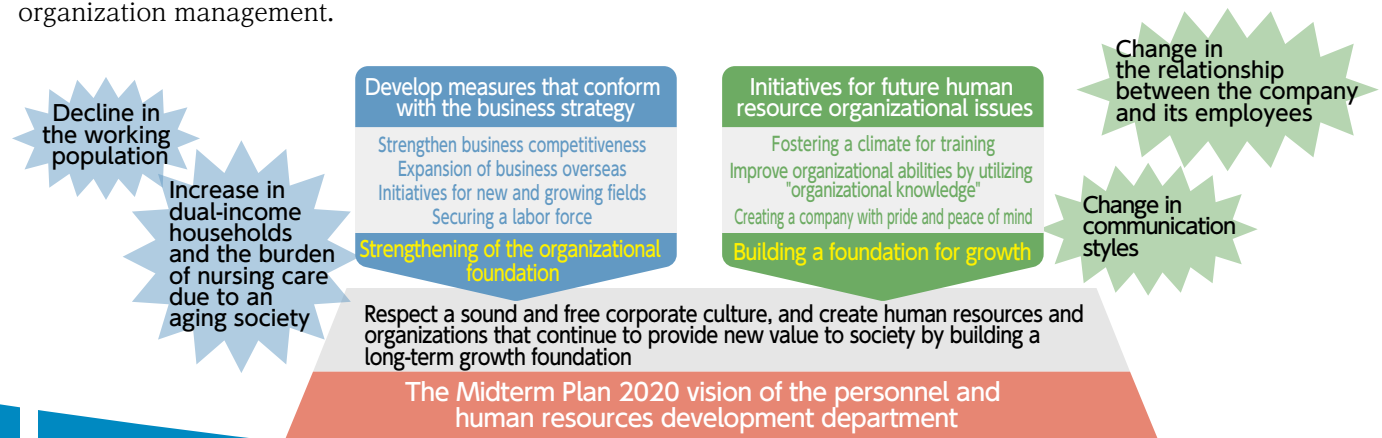 organization management.
Decline in
the working
population
Increase in
dual-income
households
and the burden
of nursing care
due to an
aging society
Develop measures that conform
with the business strategy
Strengthen business competitiveness
Expansion of business overseas
Initiatives for new and growing fields
Securing a labor force
Strengthening of the organizational
foundation
Initiatives for future human
resource organizational issues
Fostering a climate for training
Improve organizational abilities by utilizing
"organizational knowledge"
Creating a company with pride and peace of mind
Building a foundation for growth
Change in
the relationship
between the company
and its employees
Change in
communication
styles
Respect a sound and free corporate culture, and create human resources and
organizations that continue to provide new value to society by building a
long-term growth foundation
The Midterm Plan 2020 vision of the personnel and
human resources development department